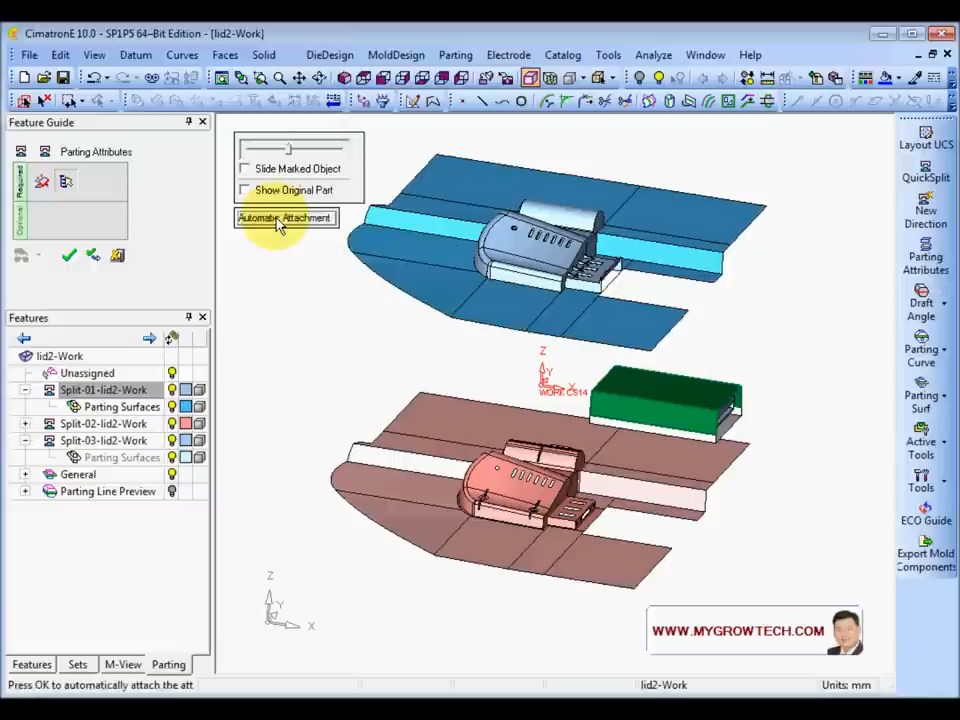 CimatronE 10.0 - SP1P5 64-Bit Edition - [lid2-Work]
File Edit View Datum Curves Faces Solid DieDesign MoldDesign Parting Electrode Catalog Tools Analyze Window Help
Feature Guide
Parting Attributes
Required
Optional
Slide Marked Object
Show Original Part
Automatic Attachment
Features
lid2-Work
Unassigned
Split-01-lid2-Work
Parting Surfaces
Split-02-lid2-Work
Split-03-lid2-Work
Parting Surfaces
General
Parting Line Preview
Z
Y
X
WORK CS14
Z
Y
X
Layout UCS
QuickSplit
New
Direction
Parting
Attributes
Draft
Angle
Parting
Curve
Parting
Surf
Active
Tools
Tools
ECO Guide
Export Mold
Components
WWW.MYGROWTECH.COM
Features Sets M-View Parting
Press OK to automatically attach the att
lid2-Work
Units: mm